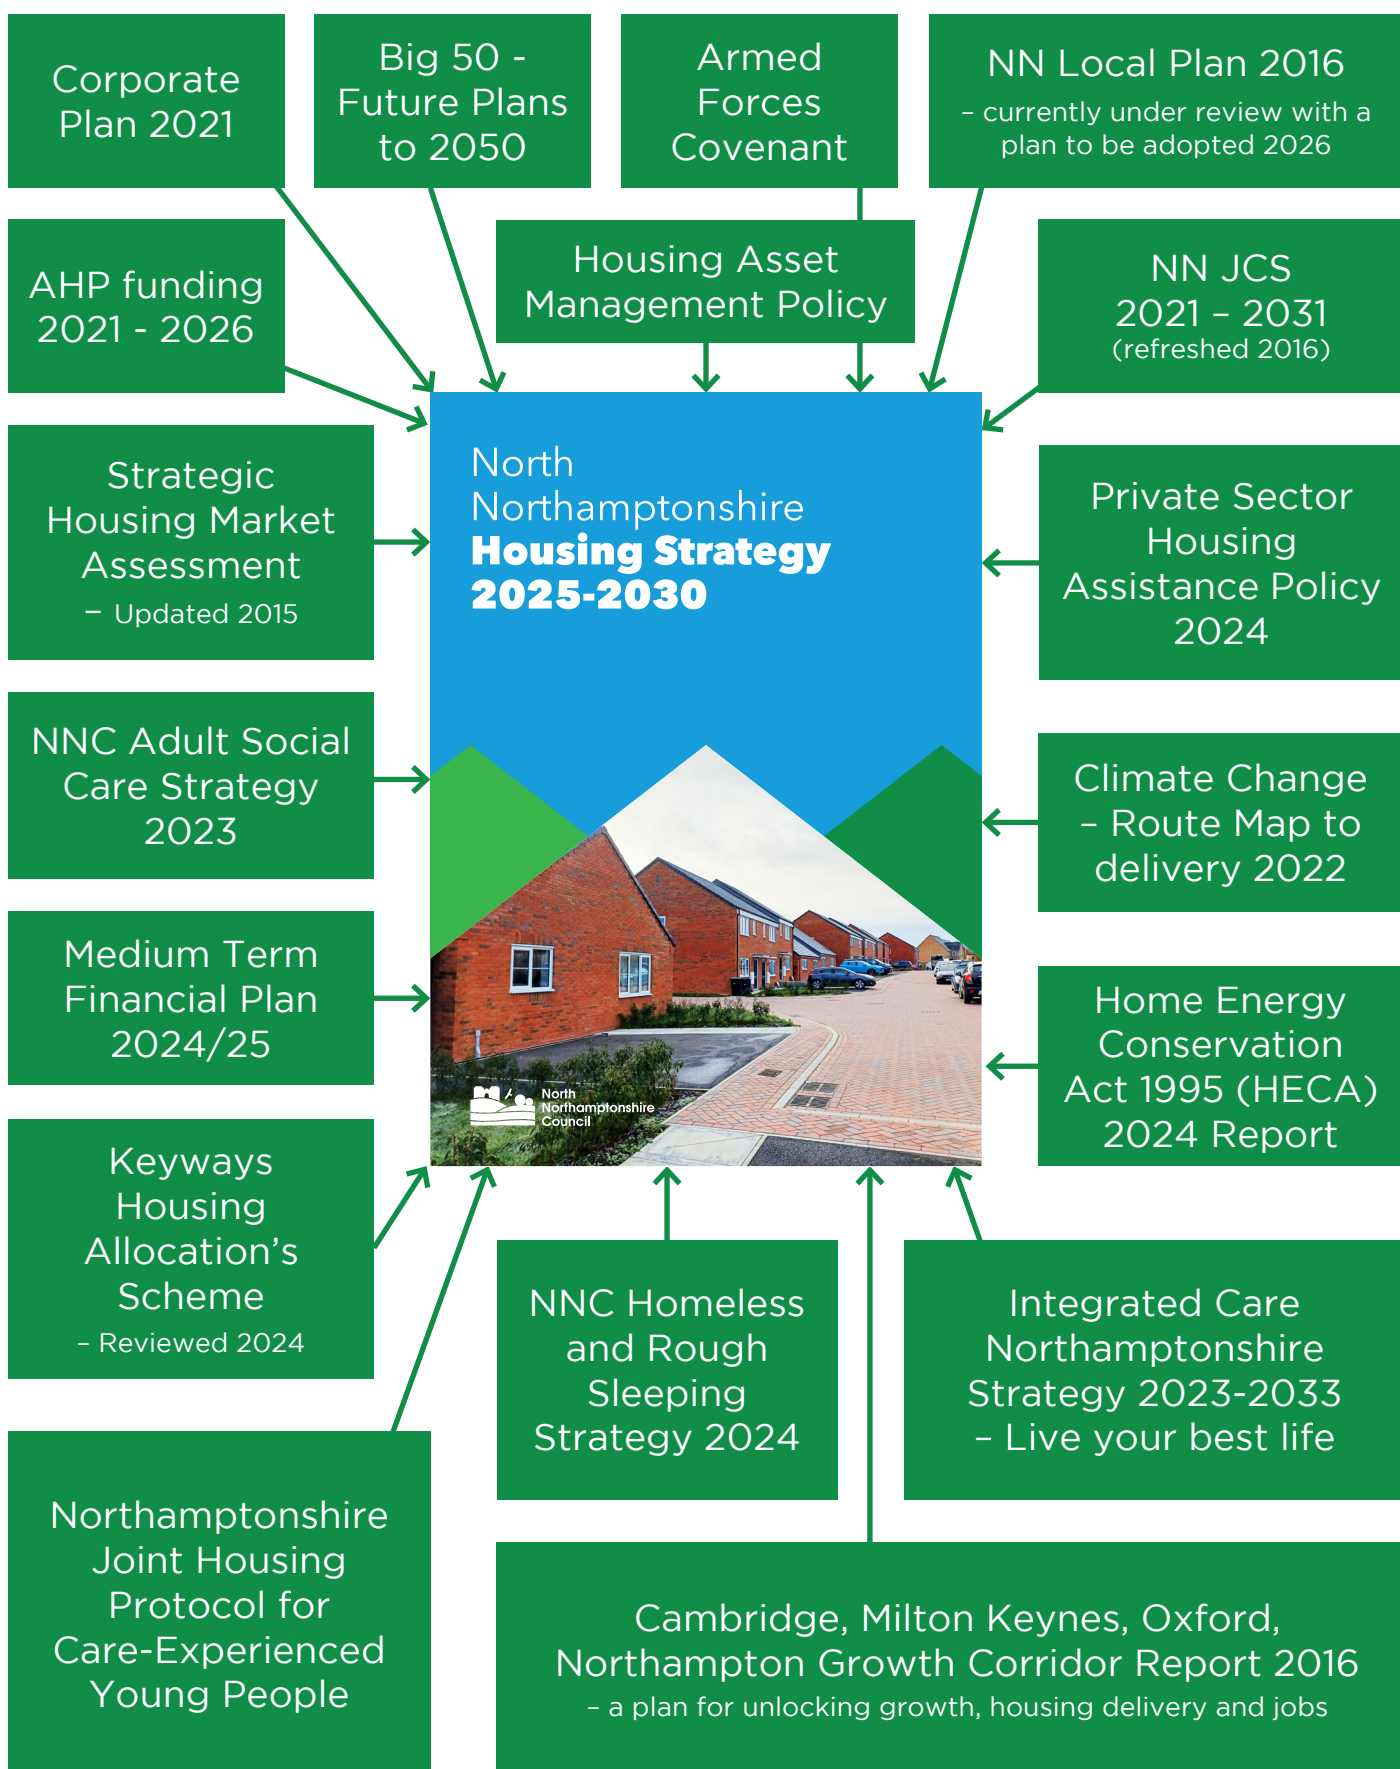 Corporate
Plan 2021
Big 50 -
Future Plans
to 2050
Armed
Forces
Covenant
NN Local Plan 2016
– currently under review with a
plan to be adopted 2026
AHP funding
2021 - 2026
Housing Asset
Management Policy
NN JCS
2021 – 2031
(refreshed 2016)
Strategic
Housing Market
Assessment
– Updated 2015
North
Northamptonshire
Housing Strategy
2025-2030
Private Sector
Housing
Assistance Policy
2024
NNC Adult Social
Care Strategy
2023
Climate Change
– Route Map to
delivery 2022
Medium Term
Financial Plan
2024/25
Home Energy
Conservation
Act 1995 (HECA)
2024 Report
North
Northamptonshire
Council
Keyways
Housing
Allocation’s
Scheme
– Reviewed 2024
NNC Homeless
and Rough
Sleeping
Strategy 2024
Integrated Care
Northamptonshire
Strategy 2023-2033
– Live your best life
Northamptonshire
Joint Housing
Protocol for
Care-Experienced
Young People
Cambridge, Milton Keynes, Oxford,
Northampton Growth Corridor Report 2016
– a plan for unlocking growth, housing delivery and jobs